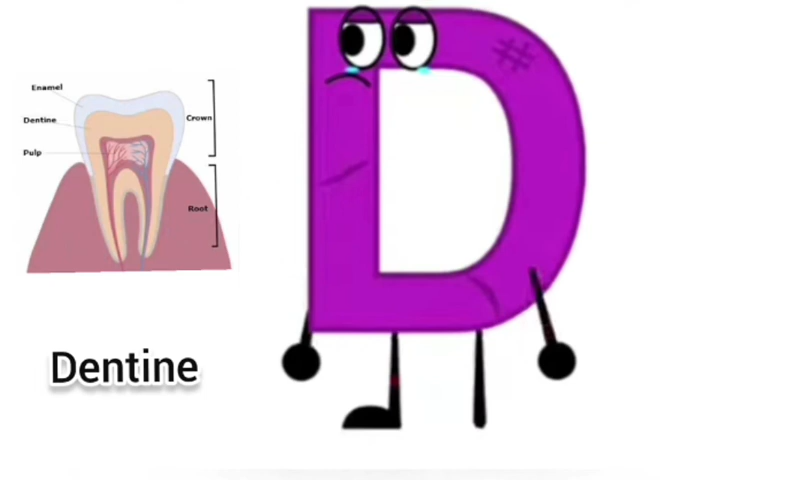 Enamel
Dentine
Crown
Pulp
Root
Dentine
D